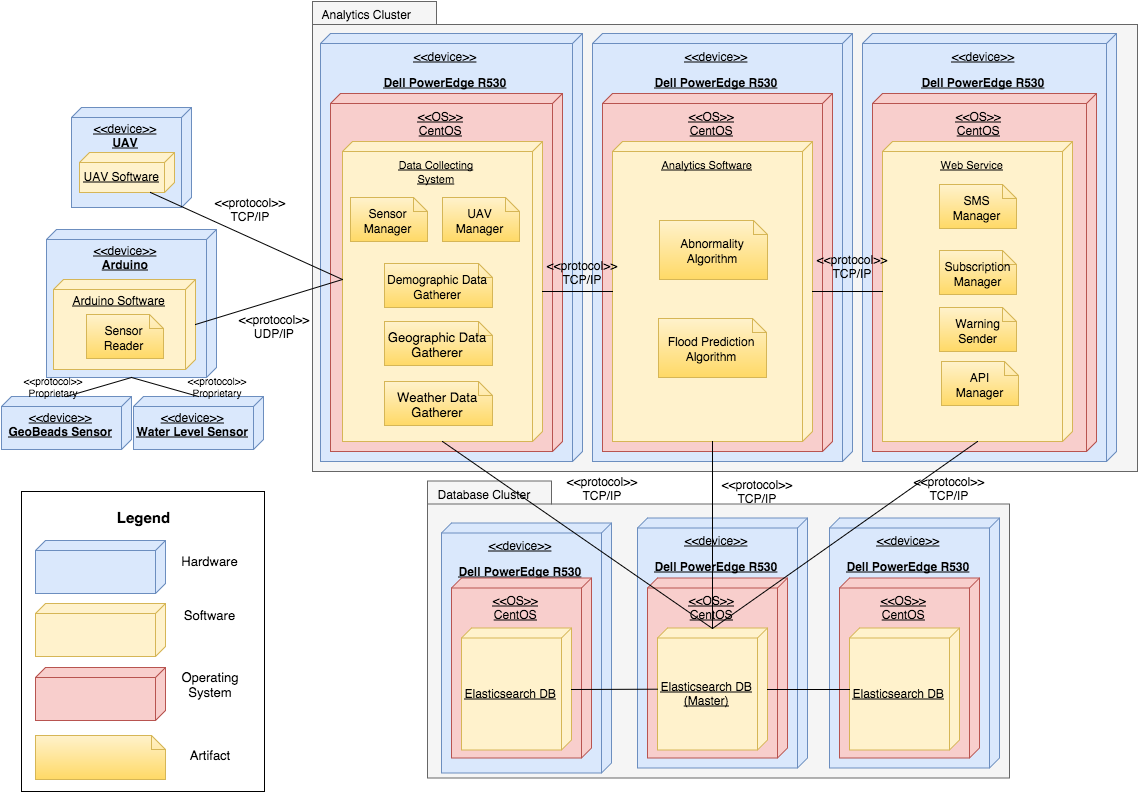 Analytics Cluster
<<device>>
Dell PowerEdge R530
<<OS>>
CentOS
Data Collecting
System
Sensor
Manager
UAV
Manager
Demographic Data
Gatherer
Geographic Data
Gatherer
Weather Data
Gatherer
<<protocol>>
TCP/IP
<<device>>
Dell PowerEdge R530
<<OS>>
CentOS
Analytics Software
Abnormality
Algorithm
Flood Prediction
Algorithm
<<protocol>>
TCP/IP
<<device>>
Dell PowerEdge R530
<<OS>>
CentOS
Web Service
SMS
Manager
Subscription
Manager
Warning
Sender
API
Manager
<<device>>
UAV
UAV Software
<<protocol>>
TCP/IP
<<device>>
Arduino
Arduino Software
Sensor
Reader
<<protocol>>
UDP/IP
<<protocol>>
Proprietary
<<protocol>>
Proprietary
<<device>>
GeoBeads Sensor
<<device>>
Water Level Sensor
<<protocol>>
TCP/IP
<<protocol>>
TCP/IP
<<protocol>>
TCP/IP
Database Cluster
<<device>>
Dell PowerEdge R530
<<OS>>
CentOS
Elasticsearch DB
<<device>>
Dell PowerEdge R530
<<OS>>
CentOS
Elasticsearch DB
(Master)
<<device>>
Dell PowerEdge R530
<<OS>>
CentOS
Elasticsearch DB
Legend
Hardware
Software
Operating
System
Artifact